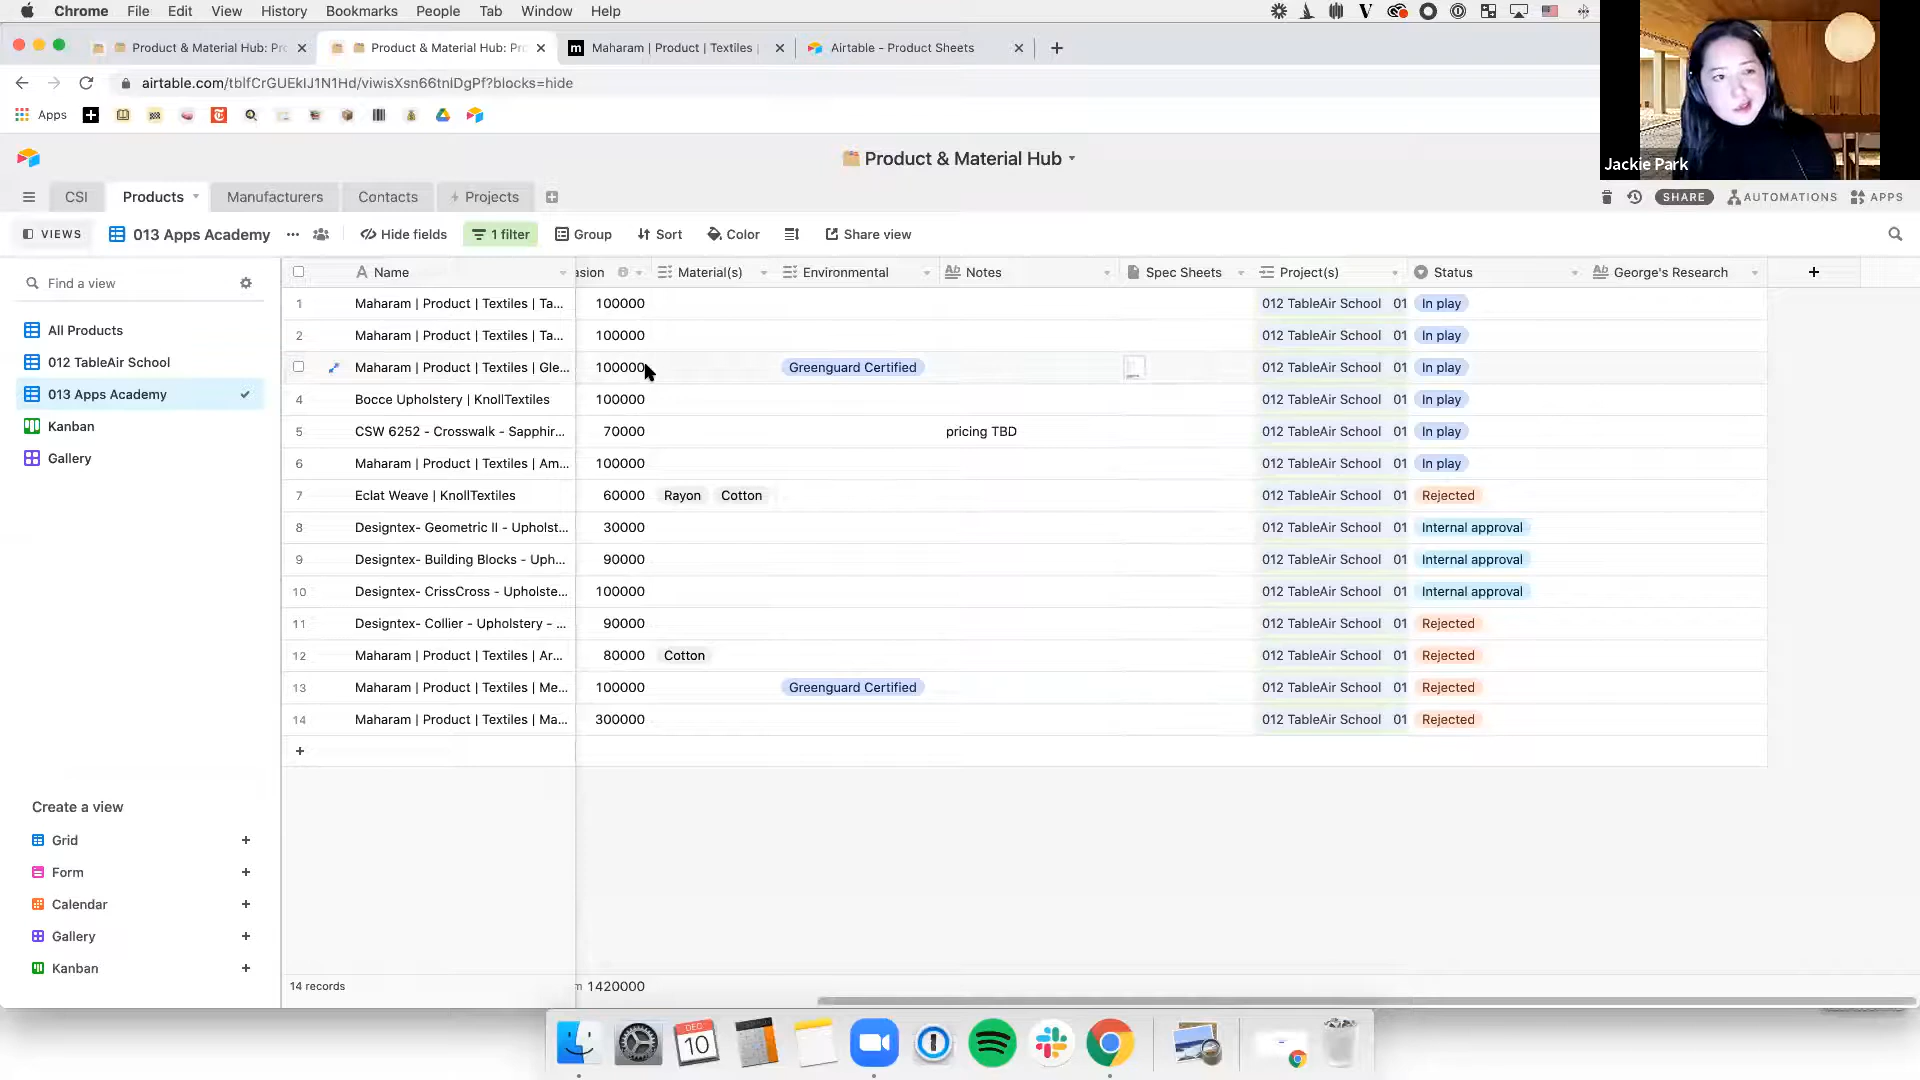 Chrome File Edit View History Bookmarks People Tab Window Help
Product & Material Hub: Pro
Product & Material Hub: Pro
m Maharam | Product | Textiles |
Airtable - Product Sheets
airtable.com/tblfCrGUEkIJ1N1Hd/viwisXsn66tnIDgPf?blocks=hide
Apps
Jackie Park
Product & Material Hub
CSI Products Manufacturers Contacts Projects
SHARE AUTOMATIONS APPS
VIEWS 013 Apps Academy Hide fields 1 filter Group Sort Color Share view
Find a view
All Products
012 TableAir School
013 Apps Academy
Kanban
Gallery
Create a view
Grid
Form
Calendar
Gallery
Kanban
Name asion Material(s) Environmental Notes Spec Sheets Project(s) Status George's Research
1 Maharam | Product | Textiles | Ta... 100000 012 TableAir School 01 In play
2 Maharam | Product | Textiles | Ta... 100000 012 TableAir School 01 In play
Maharam | Product | Textiles | Gle... 100000 Greenguard Certified 012 TableAir School 01 In play
4 Bocce Upholstery | KnollTextiles 100000 012 TableAir School 01 In play
5 CSW 6252 - Crosswalk - Sapphir... 70000 pricing TBD 012 TableAir School 01 In play
6 Maharam | Product | Textiles | Am... 100000 012 TableAir School 01 In play
7 Eclat Weave | KnollTextiles 60000 Rayon Cotton 012 TableAir School 01 Rejected
8 Designtex- Geometric II - Upholst... 30000 012 TableAir School 01 Internal approval
9 Designtex- Building Blocks - Uph... 90000 012 TableAir School 01 Internal approval
10 Designtex- CrissCross - Upholste... 100000 012 TableAir School 01 Internal approval
11 Designtex- Collier - Upholstery - ... 90000 012 TableAir School 01 Rejected
12 Maharam | Product | Textiles | Ar... 80000 Cotton 012 TableAir School 01 Rejected
13 Maharam | Product | Textiles | Me... 100000 Greenguard Certified 012 TableAir School 01 Rejected
14 Maharam | Product | Textiles | Ma... 300000 012 TableAir School 01 Rejected
14 records m 1420000
DEC
10